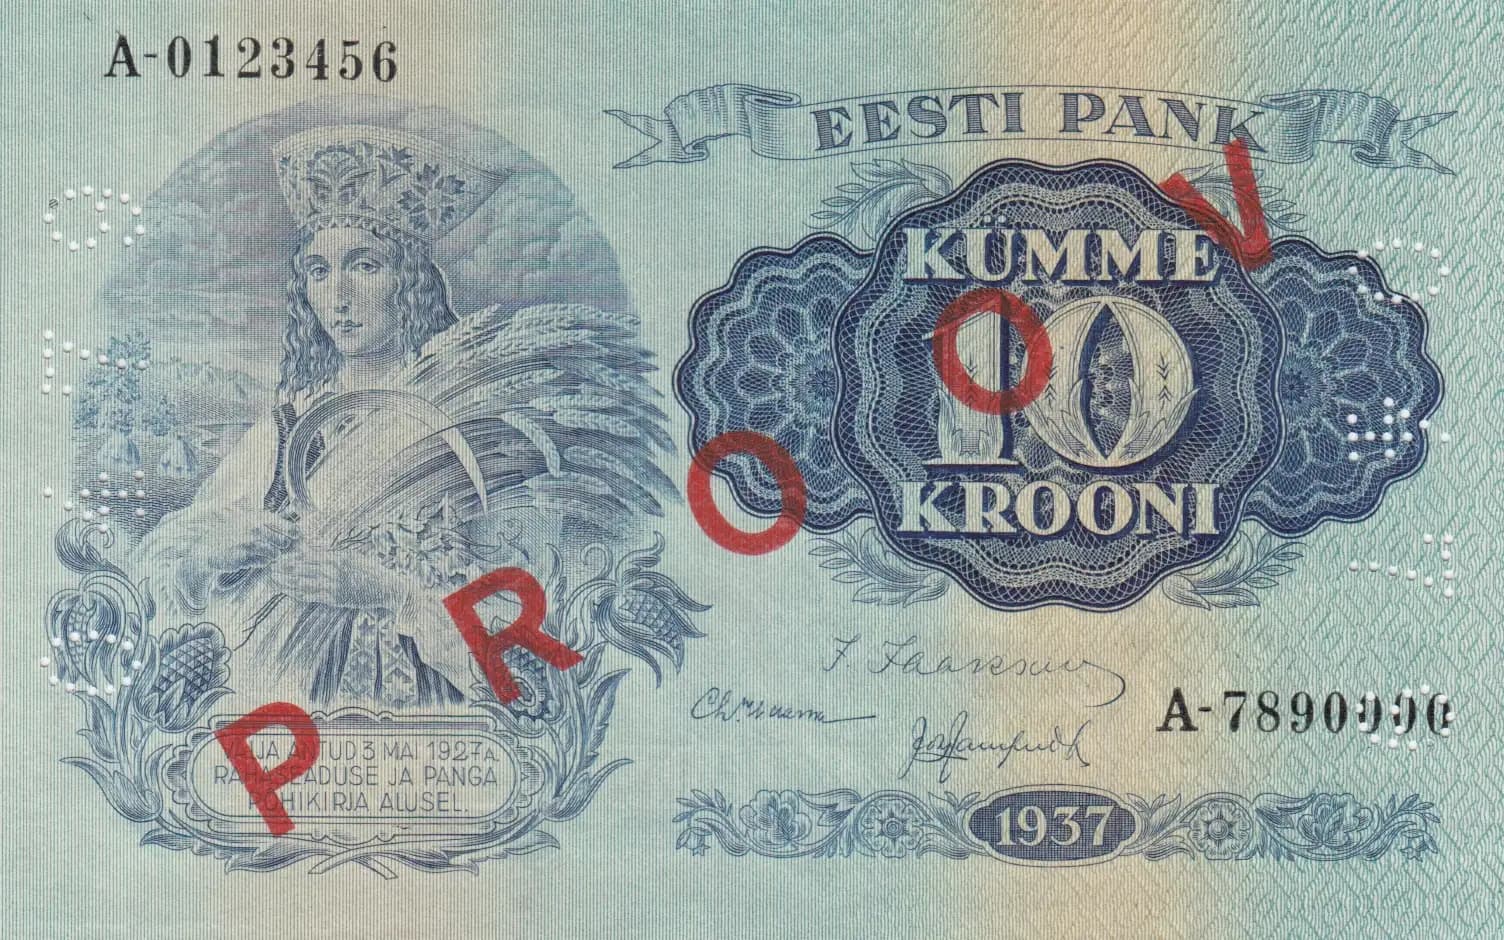 A-0123456
EESTI PANK
KÜMME
10
KROONI
PROOV
VÄLJA ANTUD 3 MAI 1927 A.
RAHASEADUSE JA PANGA
PÕHIKIRJA ALUSEL.
A-7890000
1937